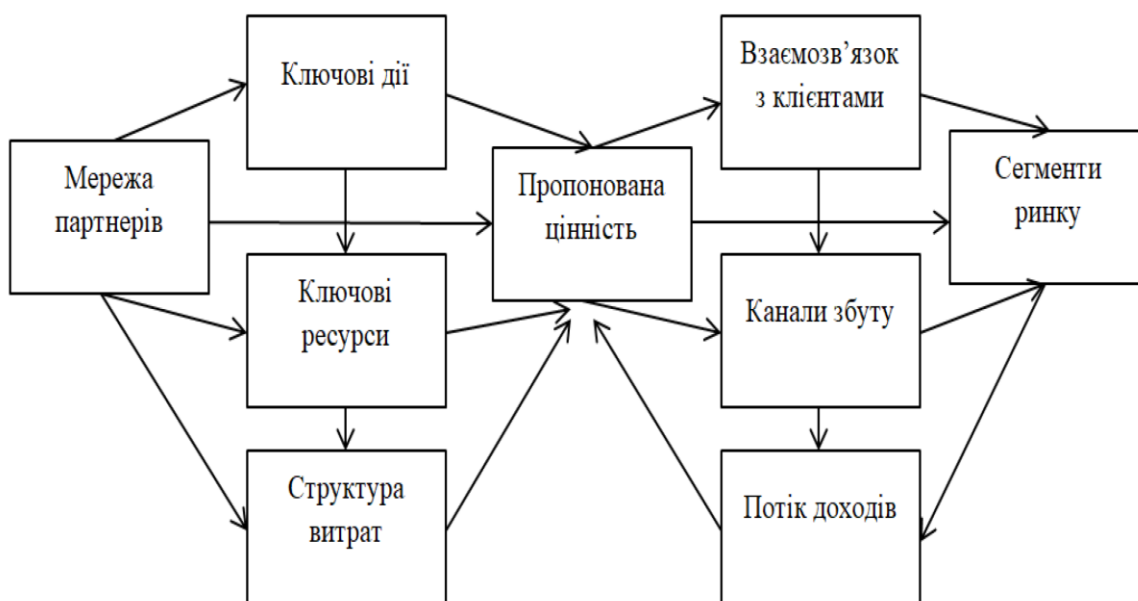 Ключові дії
Взаємозв’язок
з клієнтами
Мережа
партнерів
Пропонована
цінність
Сегменти
ринку
Ключові
ресурси
Канали збуту
Структура
витрат
Потік доходів